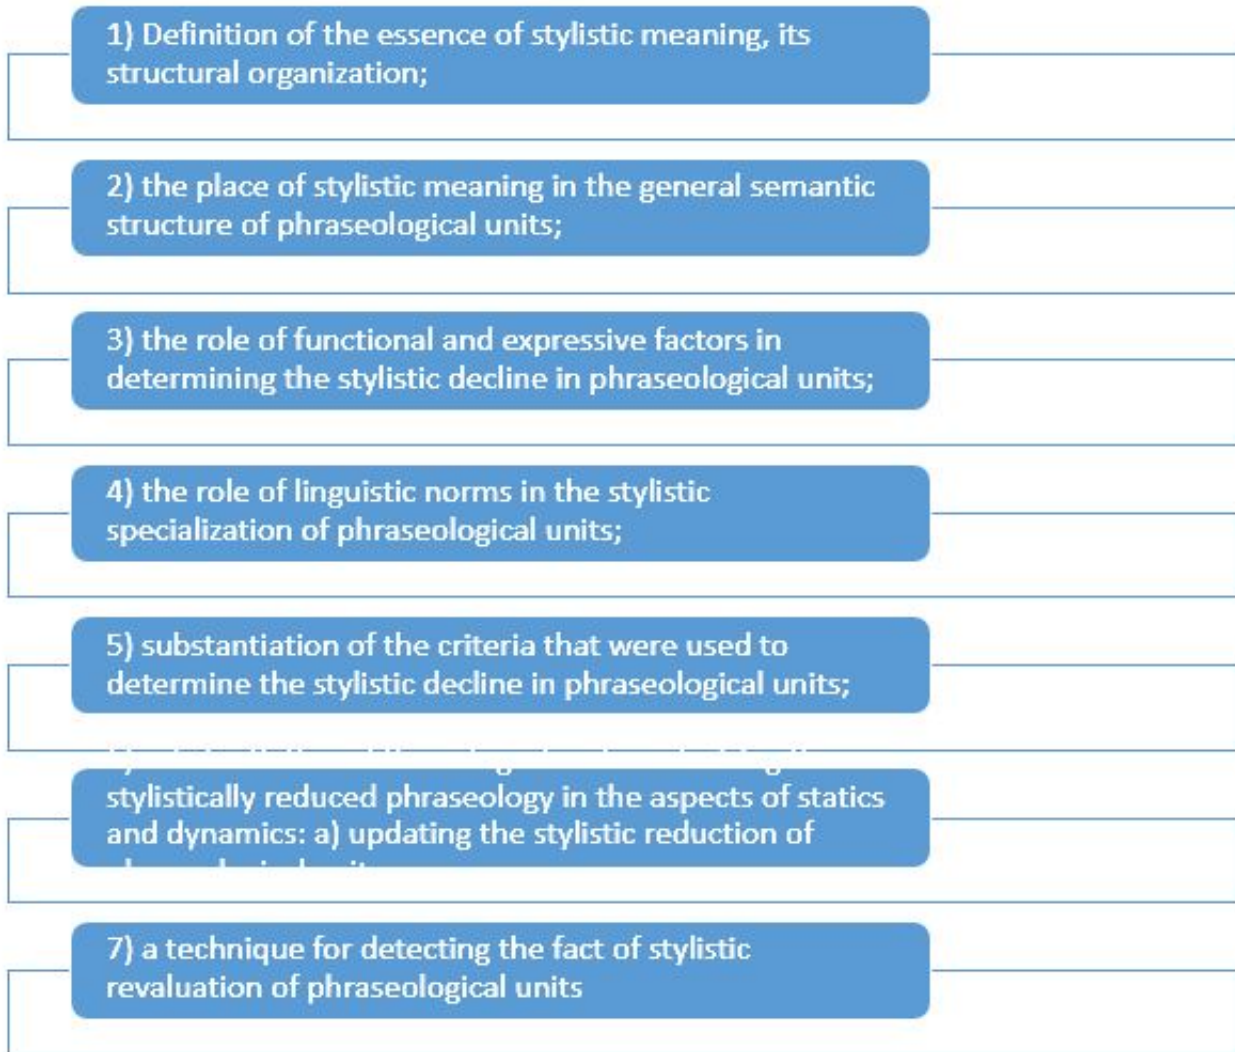 1) Definition of the essence of stylistic meaning, its
structural organization;
2) the place of stylistic meaning in the general semantic
structure of phraseological units;
3) the role of functional and expressive factors in
determining the stylistic decline in phraseological units;
4) the role of linguistic norms in the stylistic
specialization of phraseological units;
5) substantiation of the criteria that were used to
determine the stylistic decline in phraseological units;
stylistically reduced phraseology in the aspects of statics
and dynamics: a) updating the stylistic reduction of
7) a technique for detecting the fact of stylistic
revaluation of phraseological units